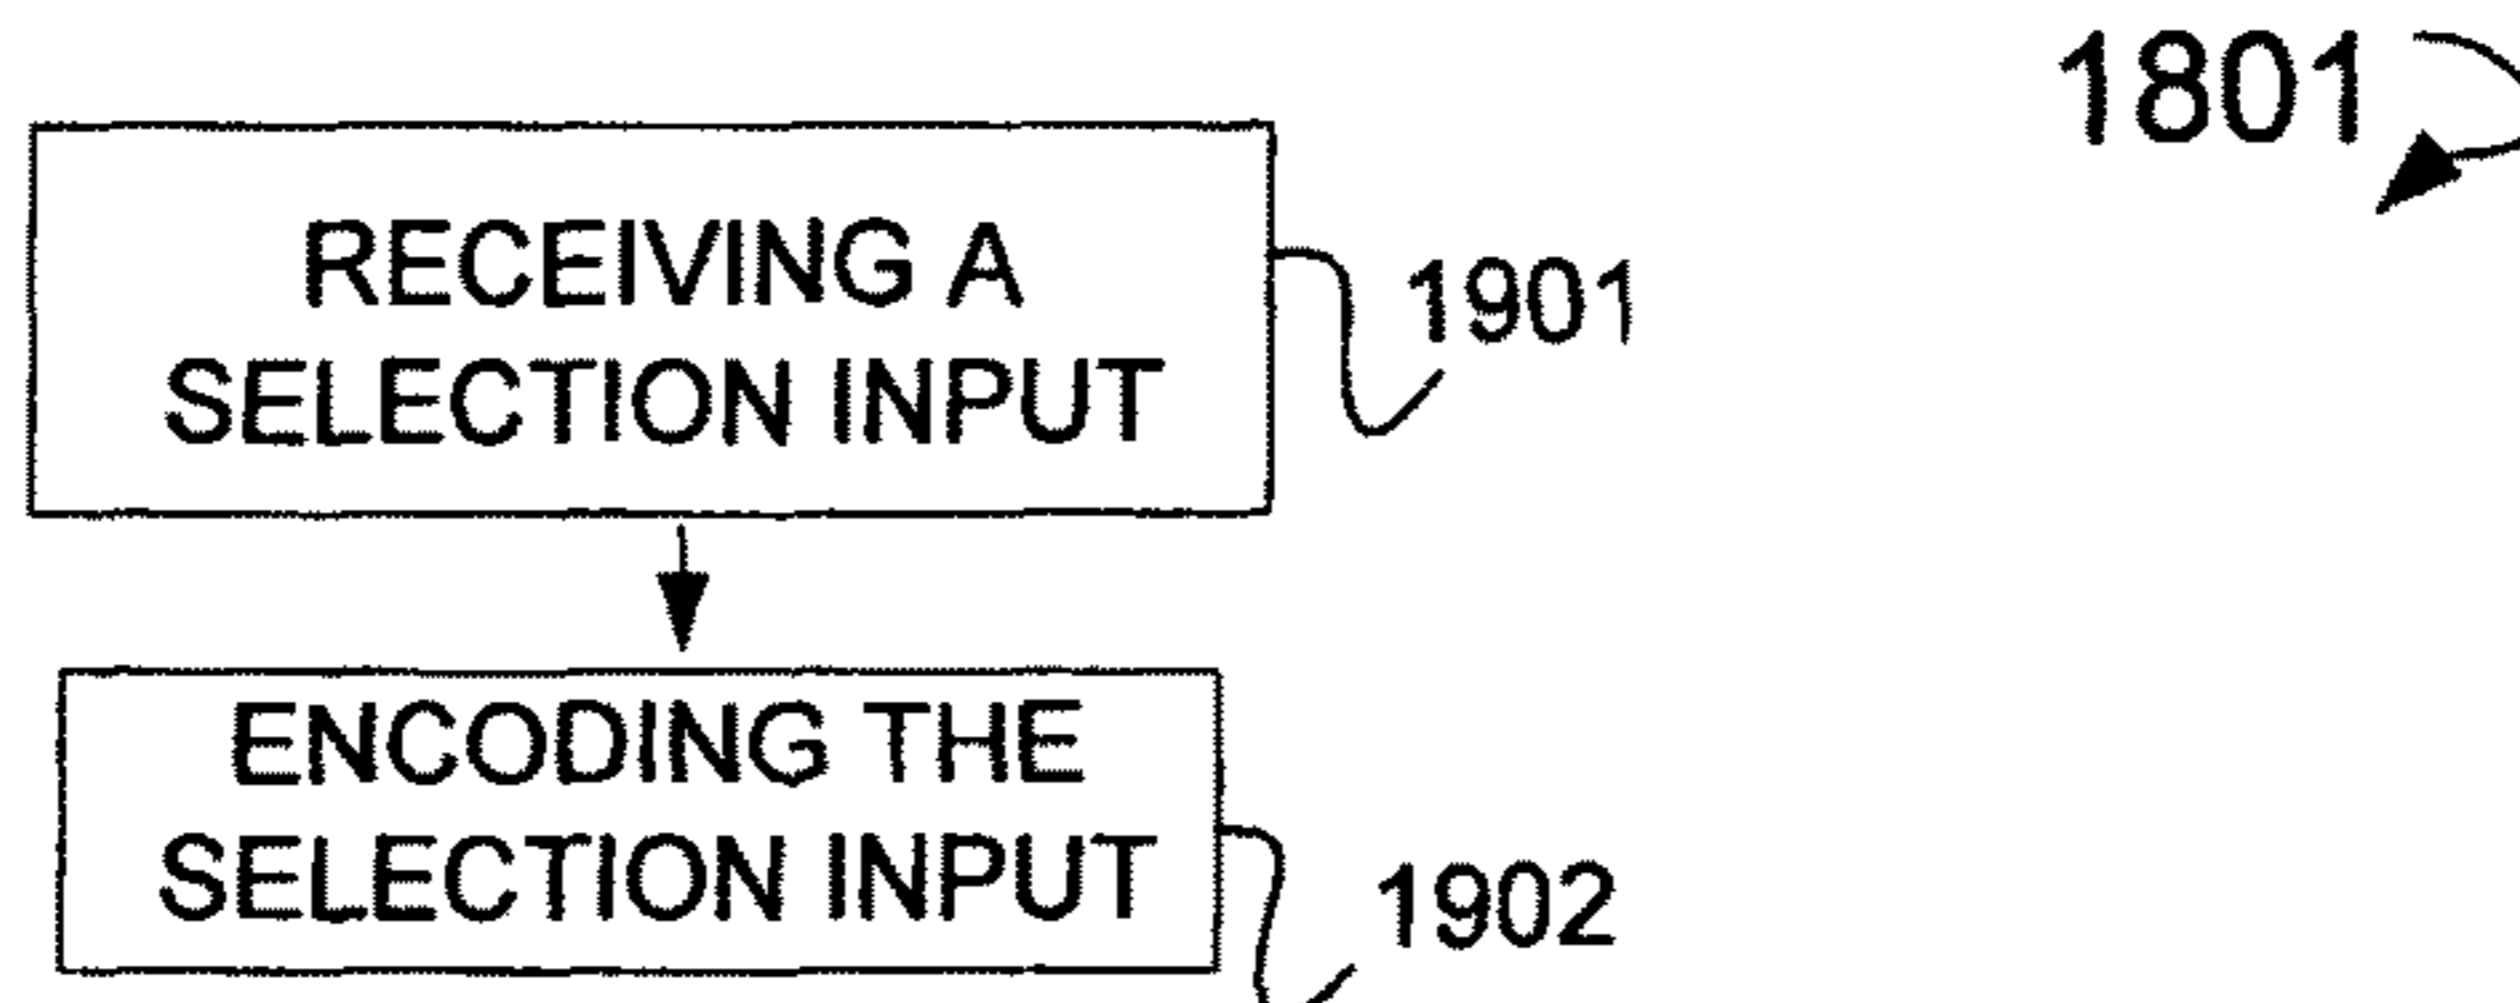 1801
RECEIVING A
SELECTION INPUT
1901
ENCODING THE
SELECTION INPUT
1902